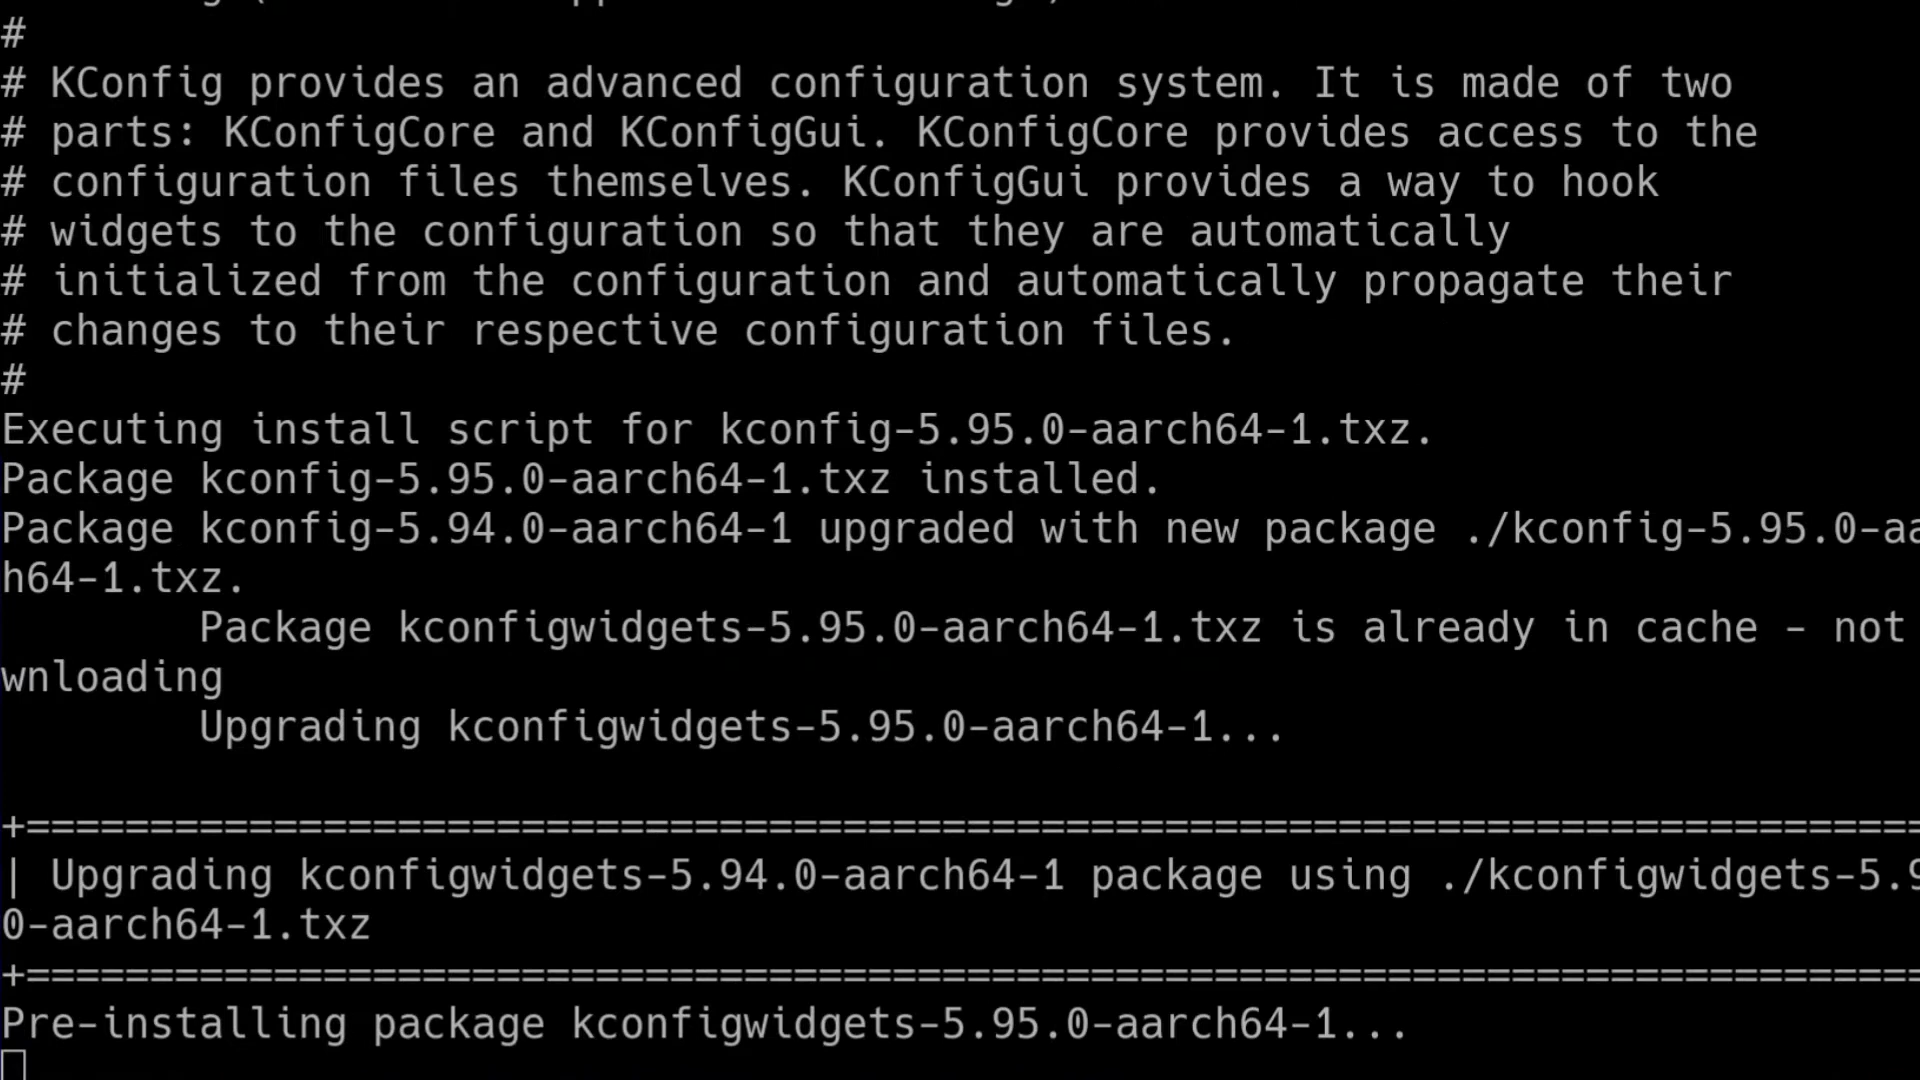 #
# KConfig provides an advanced configuration system. It is made of two
# parts: KConfigCore and KConfigGui. KConfigCore provides access to the
# configuration files themselves. KConfigGui provides a way to hook
# widgets to the configuration so that they are automatically
# initialized from the configuration and automatically propagate their
# changes to their respective configuration files.
#
Executing install script for kconfig-5.95.0-aarch64-1.txz.
Package kconfig-5.95.0-aarch64-1.txz installed.
Package kconfig-5.94.0-aarch64-1 upgraded with new package ./kconfig-5.95.0-aa
h64-1.txz.
Package kconfigwidgets-5.95.0-aarch64-1.txz is already in cache - not
wnloading
Upgrading kconfigwidgets-5.95.0-aarch64-1...
+=============================================================================
| Upgrading kconfigwidgets-5.94.0-aarch64-1 package using ./kconfigwidgets-5.9
0-aarch64-1.txz
+=============================================================================
Pre-installing package kconfigwidgets-5.95.0-aarch64-1...